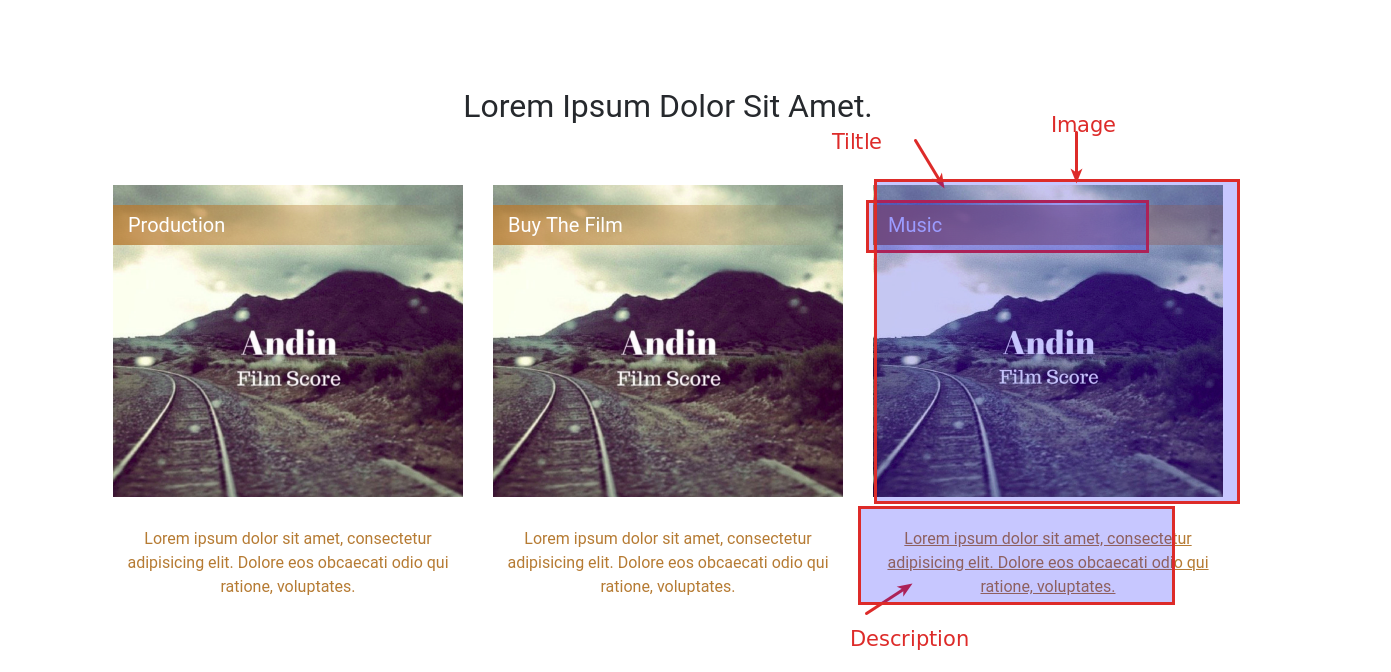 Lorem Ipsum Dolor Sit Amet.
Tiltle
Image
Production
Buy The Film
Music
Andin
Film Score
Andin
Film Score
Andin
Film Score
Lorem ipsum dolor sit amet, consectetur
adipisicing elit. Dolore eos obcaecati odio qui
ratione, voluptates.
Lorem ipsum dolor sit amet, consectetur
adipisicing elit. Dolore eos obcaecati odio qui
ratione, voluptates.
Lorem ipsum dolor sit amet, consectetur
adipisicing elit. Dolore eos obcaecati odio qui
ratione, voluptates.
Description